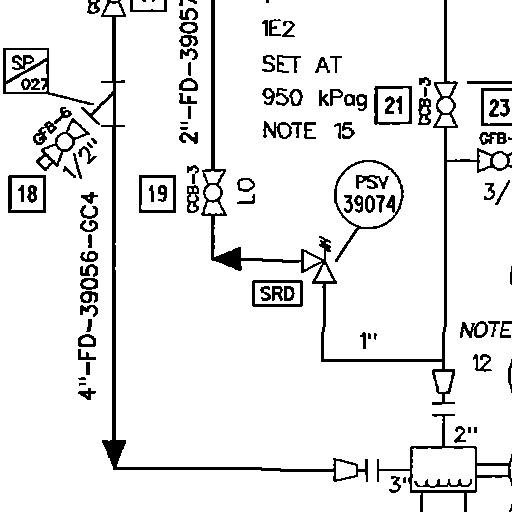 1E2
SET AT
950 kPag
NOTE 15
SP
027
GFB-6
1/2"
18
4"-FD-39056-GC4
2"-FD-39057
19
GCB-3
LO
PSV
39074
SRD
1"
21
GCB-3
23
GFB-
3/
NOTE
12
2"
3"